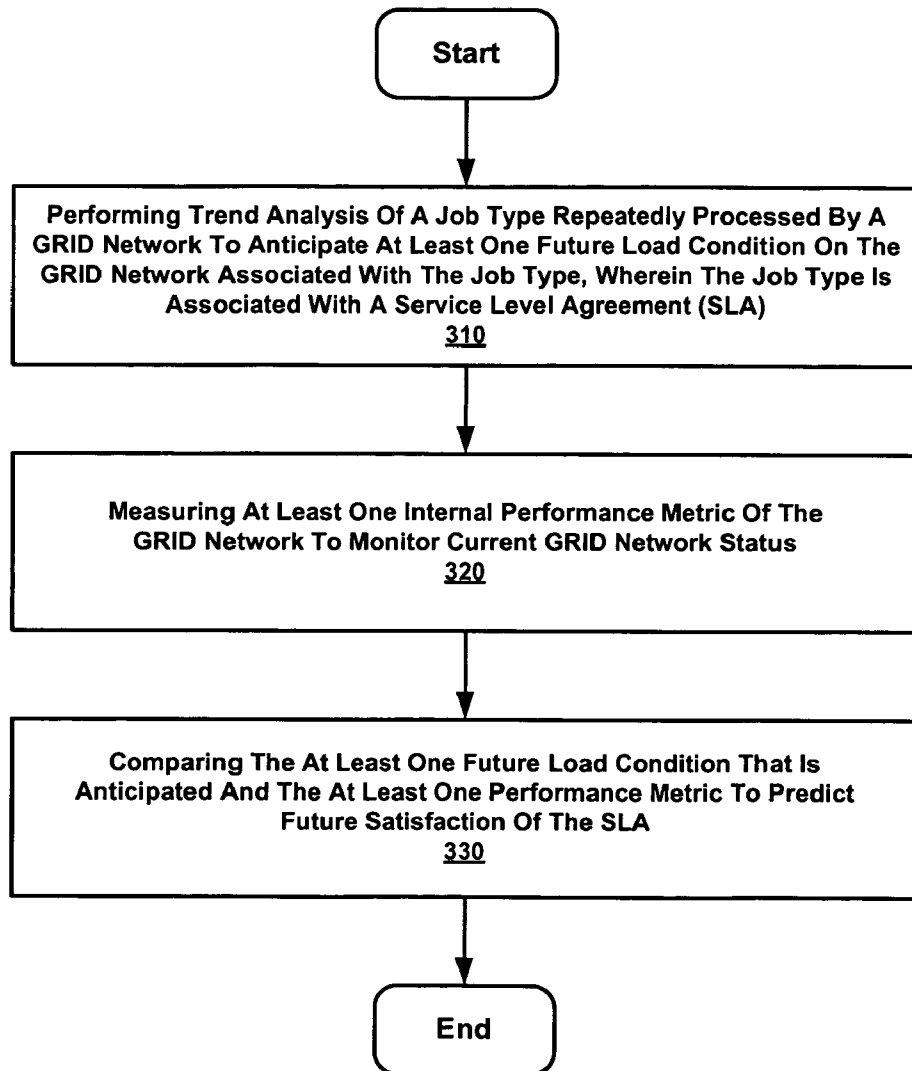 Start
Performing Trend Analysis Of A Job Type Repeatedly Processed By A
GRID Network To Anticipate At Least One Future Load Condition On The
GRID Network Associated With The Job Type, Wherein The Job Type Is
Associated With A Service Level Agreement (SLA)
310
Measuring At Least One Internal Performance Metric Of The
GRID Network To Monitor Current GRID Network Status
320
Comparing The At Least One Future Load Condition That Is
Anticipated And The At Least One Performance Metric To Predict
Future Satisfaction Of The SLA
330
End